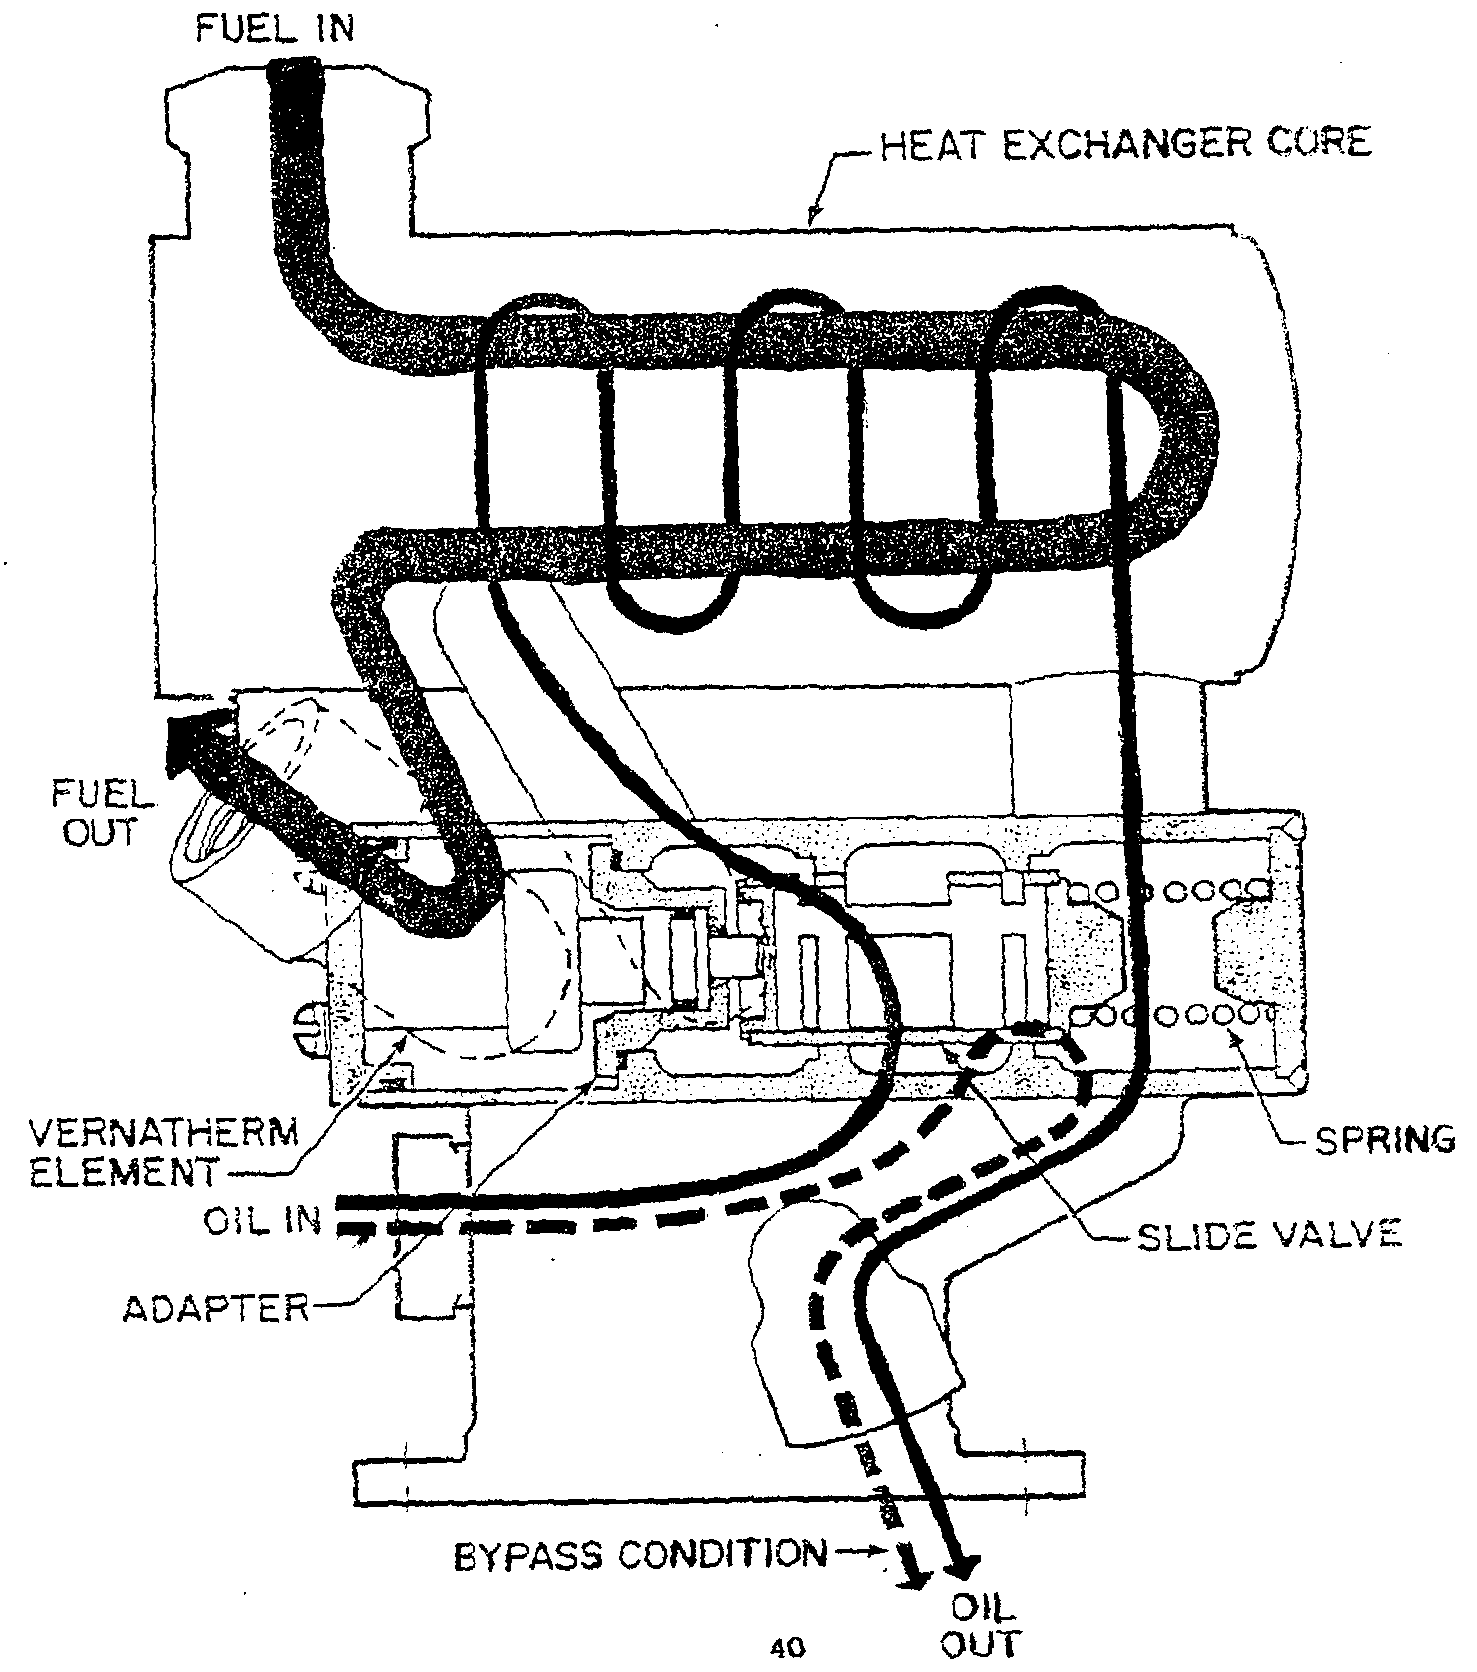 FUEL IN
HEAT EXCHANGER CORE
FUEL
OUT
VERNATHERM
ELEMENT
SPRING
OIL IN
SLIDE VALVE
ADAPTER
BYPASS CONDITION
OIL
OUT
40